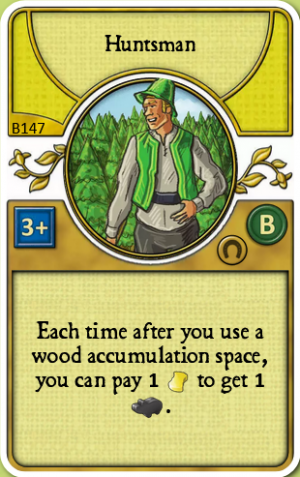 Huntsman
B147
3+
B
Each time after you use a
wood accumulation space,
you can pay 1 to get 1
.